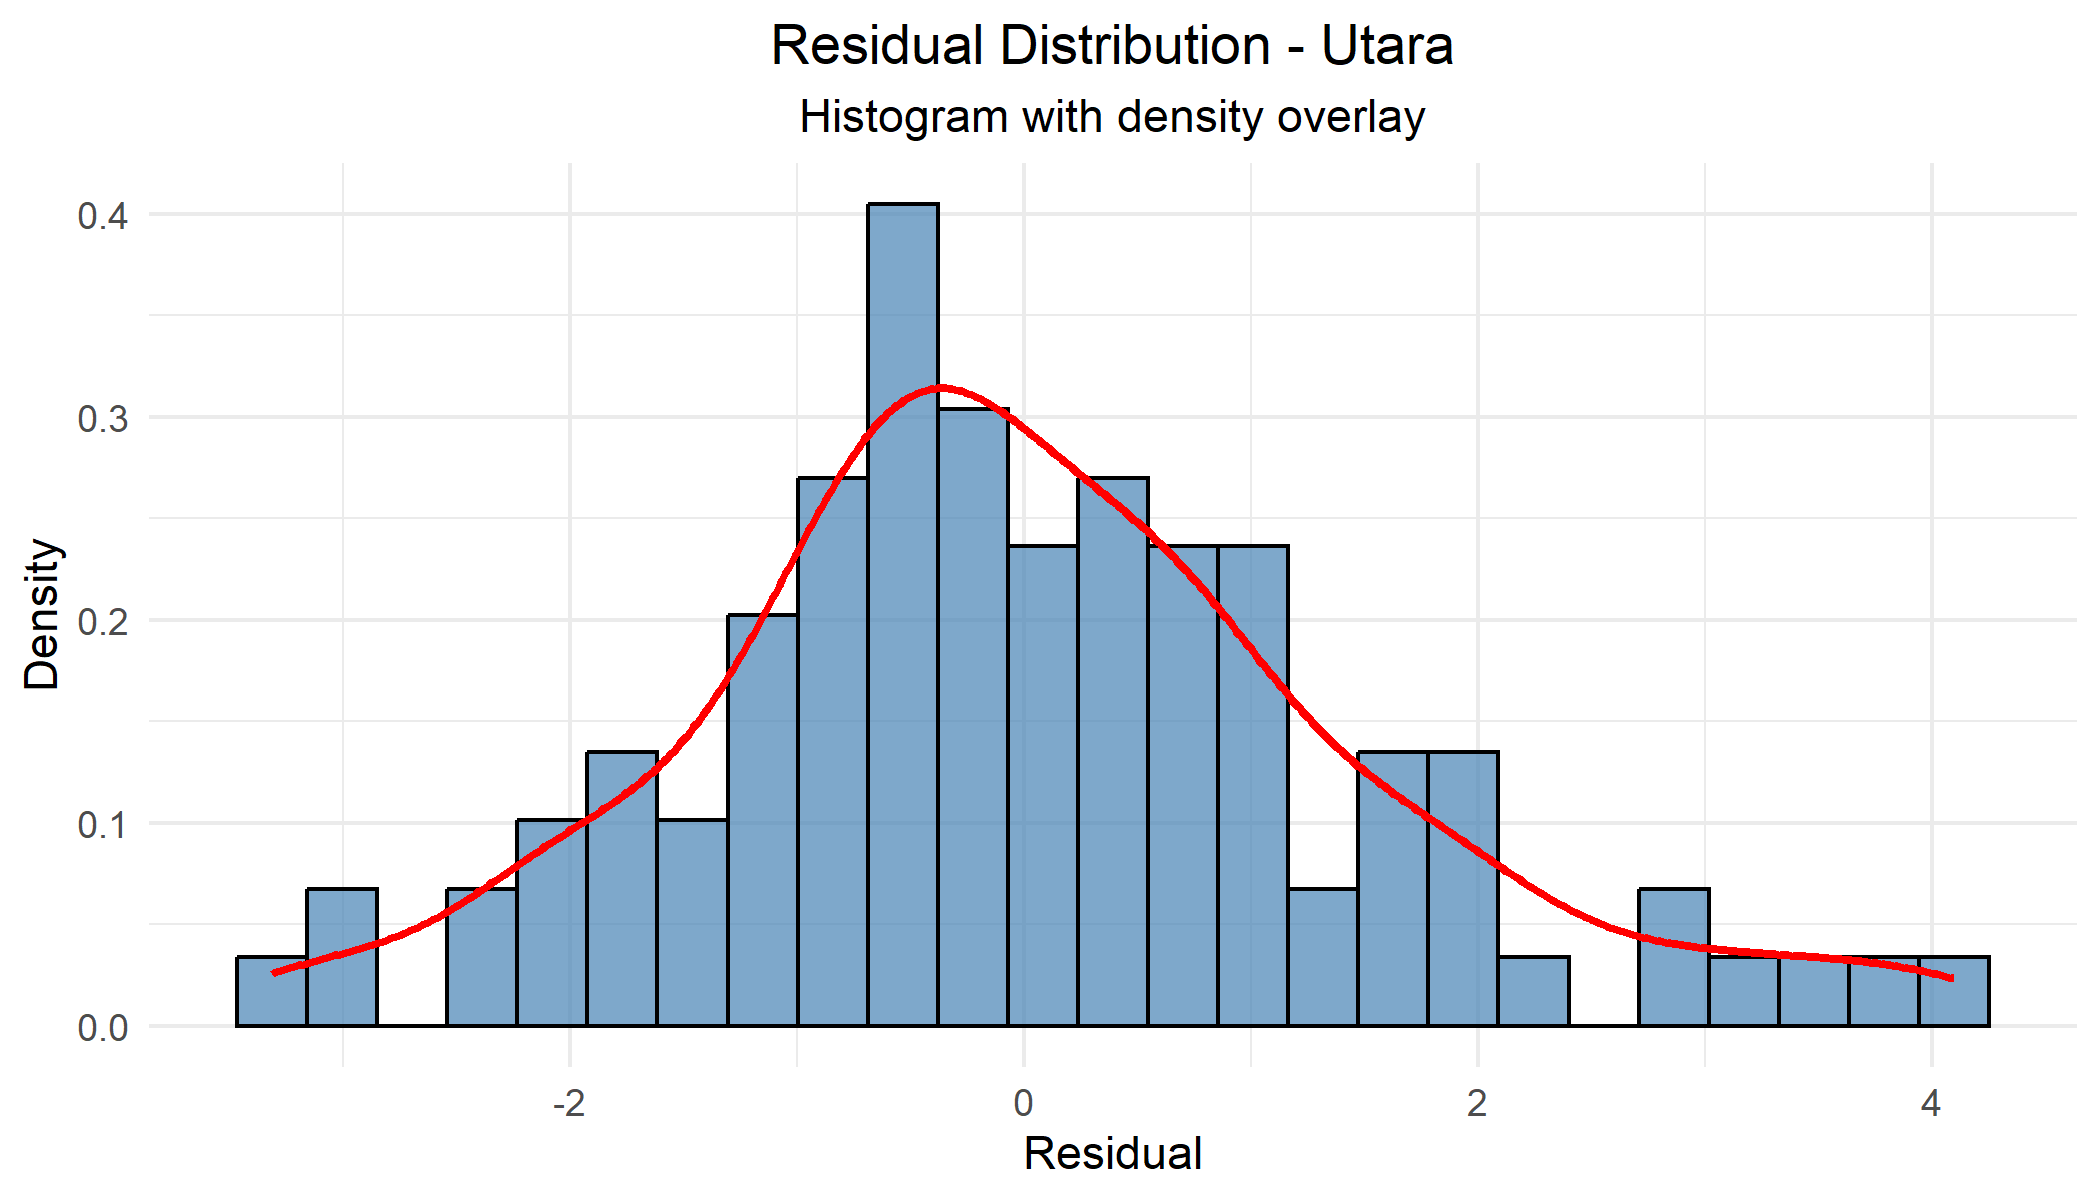 Residual Distribution - Utara
Histogram with density overlay
Density
0.4
0.3
0.2
0.1
0.0
-2
0
2
4
Residual